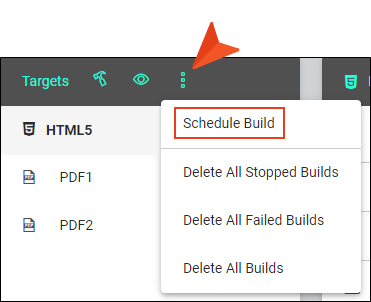 Targets
Schedule Build
HTML5
Delete All Stopped Builds
PDF1
Delete All Failed Builds
PDF2
Delete All Builds